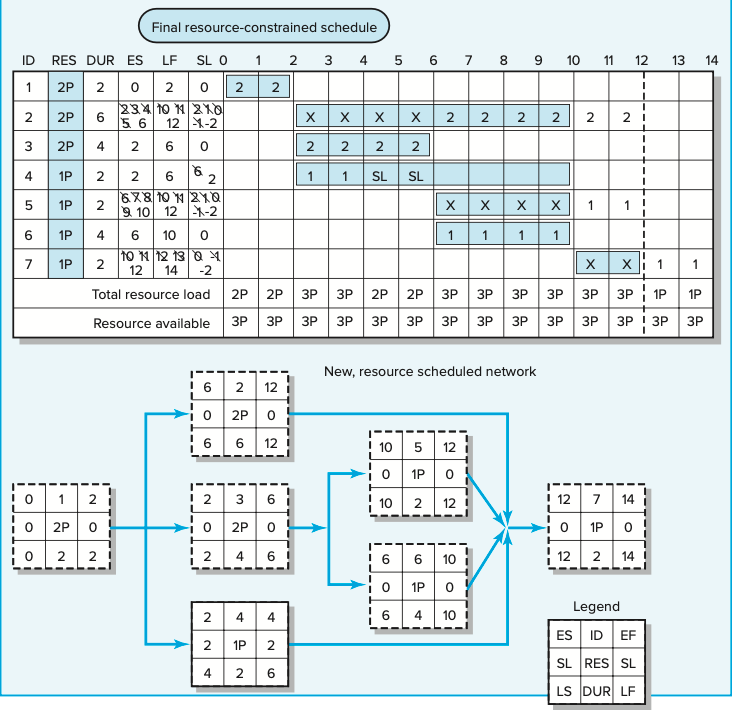 Final resource-constrained schedule
ID RES DUR ES LF SL 0 1 2 3 4 5 6 7 8 9 10 11 12 13 14
1 2P 2 0 2 0 2 2
2 2P 6 2 3 4 5 6 10 11 12 2 1 0 -1 -2 X X X X 2 2 2 2 2 2
3 2P 4 2 6 0 2 2 2 2
4 1P 2 2 6 6 2 1 1 SL SL
5 1P 2 6 7 8 9 10 10 11 12 2 1 0 -1 -2 X X X X 1 1
6 1P 4 6 10 0 1 1 1 1
7 1P 2 10 11 12 12 13 14 0 -1 -2 X X 1 1
Total resource load 2P 2P 3P 3P 2P 2P 3P 3P 3P 3P 3P 3P 1P 1P
Resource available 3P 3P 3P 3P 3P 3P 3P 3P 3P 3P 3P 3P 3P 3P
New, resource scheduled network
6 2 12
0 2P 0
6 6 12
10 5 12
0 1P 0
10 2 12
0 1 2
0 2P 0
0 2 2
2 3 6
0 2P 0
2 4 6
12 7 14
0 1P 0
12 2 14
6 6 10
0 1P 0
6 4 10
2 4 4
2 1P 2
4 2 6
Legend
ES ID EF
SL RES SL
LS DUR LF